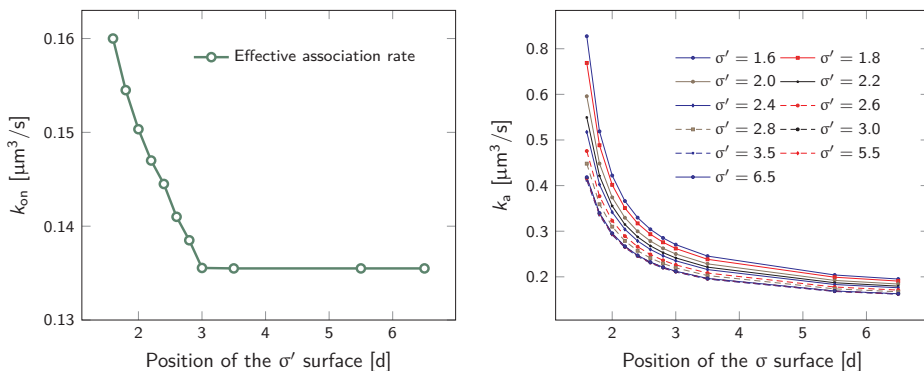 0.16
0.15
0.14
0.13
2 3 4 5 6
k_on [µm³/s]
Position of the σ′ surface [d]
Effective association rate
0.8
0.6
0.4
0.2
2 3 4 5 6
k_a [µm³/s]
Position of the σ surface [d]
σ′ = 1.6 σ′ = 1.8
σ′ = 2.0 σ′ = 2.2
σ′ = 2.4 σ′ = 2.6
σ′ = 2.8 σ′ = 3.0
σ′ = 3.5 σ′ = 5.5
σ′ = 6.5